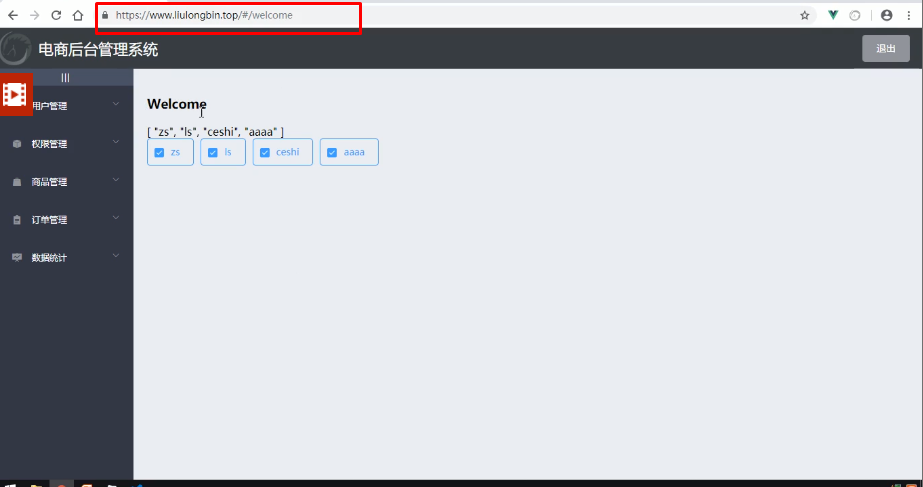 https://www.liulongbin.top/#/welcome
电商后台管理系统
退出
|||
用户管理
权限管理
商品管理
订单管理
数据统计
Welcome
[ "zs", "ls", "ceshi", "aaaa" ]
zs ls ceshi aaaa